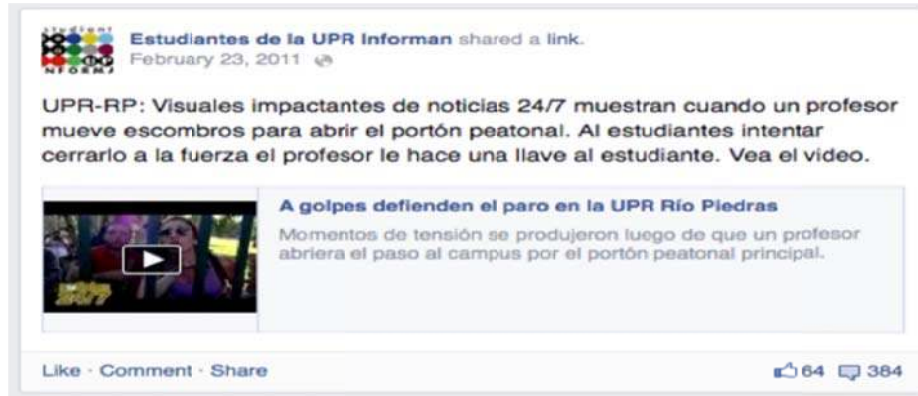 student
INFORMJ
Estudiantes de la UPR Informan shared a link.
February 23, 2011
UPR-RP: Visuales impactantes de noticias 24/7 muestran cuando un profesor
mueve escombros para abrir el portón peatonal. Al estudiantes intentar
cerrarlo a la fuerza el profesor le hace una llave al estudiante. Vea el video.
24/7
A golpes defienden el paro en la UPR Río Piedras
Momentos de tensión se produjeron luego de que un profesor
abriera el paso al campus por el portón peatonal principal.
Like · Comment · Share
64
384